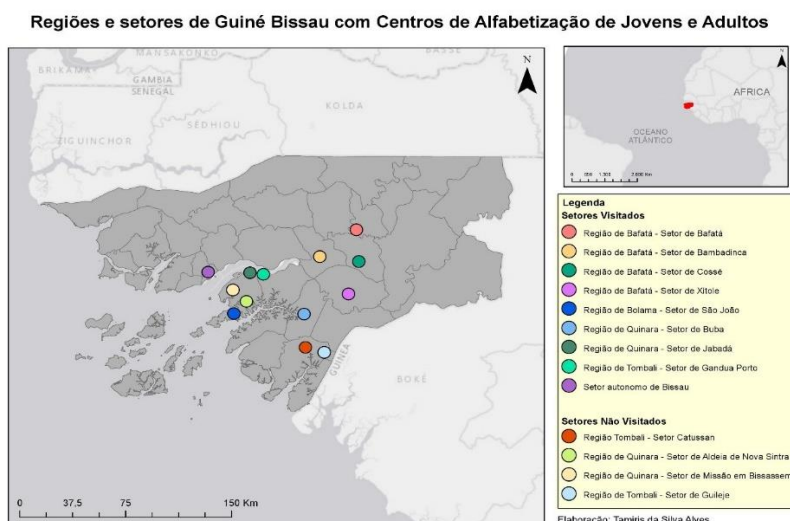 Regiões e setores de Guiné Bissau com Centros de Alfabetização de Jovens e Adultos
MANSAKONKO
BASSE
BRIKAMA
GAMBIA
SENEGAL
KOLDA
SÉDHIOU
ZIGUINCHOR
N
GUINEA
BOKÉ
0 37.5 75 150 Km
N
AFRICA
OCEANO
ATLÂNTICO
Legenda
Setores Visitados
Região de Bafatá - Setor de Bafatá
Região de Bafatá - Setor de Bambadinca
Região de Bafatá - Setor de Cossé
Região de Bafatá - Setor de Xitole
Região de Bolama - Setor de São João
Região de Quinara - Setor de Buba
Região de Quinara - Setor de Jabadá
Região de Tombali - Setor de Gandua Porto
Setor autonomo de Bissau
Setores Não Visitados
Região Tombali - Setor Catussan
Região de Quinara - Setor de Aldeia de Nova Sintra
Região de Quinara - Setor de Missão em Bissassem
Região de Tombali - Setor de Guileje
Elaboração: Tamiris da Silva Alves